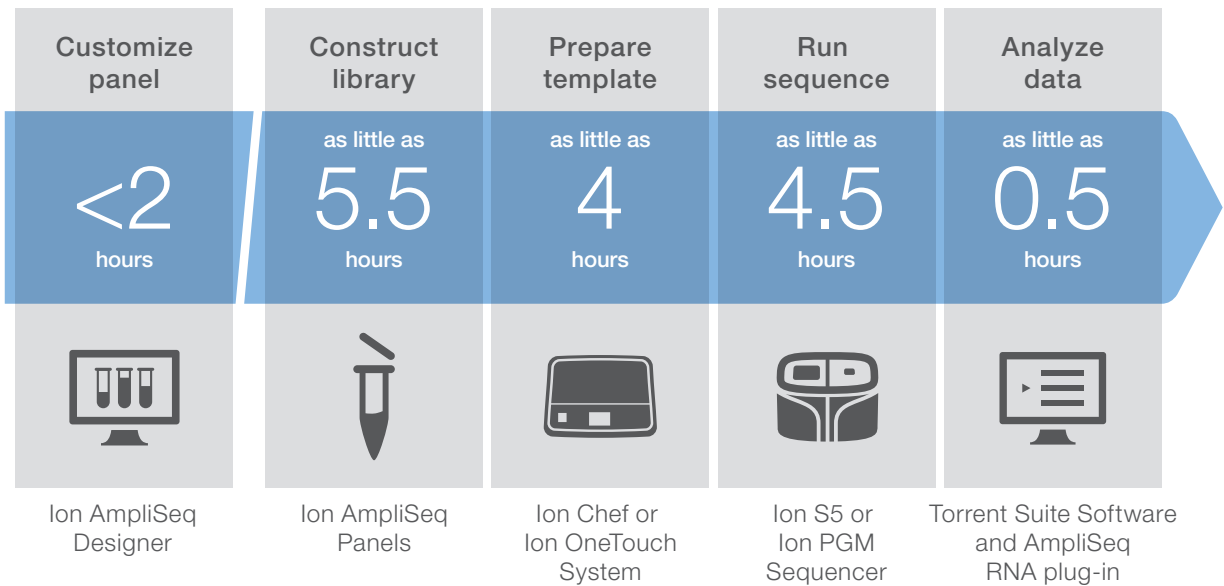 Customize
panel
<2
hours
Ion AmpliSeq
Designer
Construct
library
as little as
5.5
hours
Ion AmpliSeq
Panels
Prepare
template
as little as
4
hours
Ion Chef or
Ion OneTouch
System
Run
sequence
as little as
4.5
hours
Ion S5 or
Ion PGM
Sequencer
Analyze
data
as little as
0.5
hours
Torrent Suite Software
and AmpliSeq
RNA plug-in